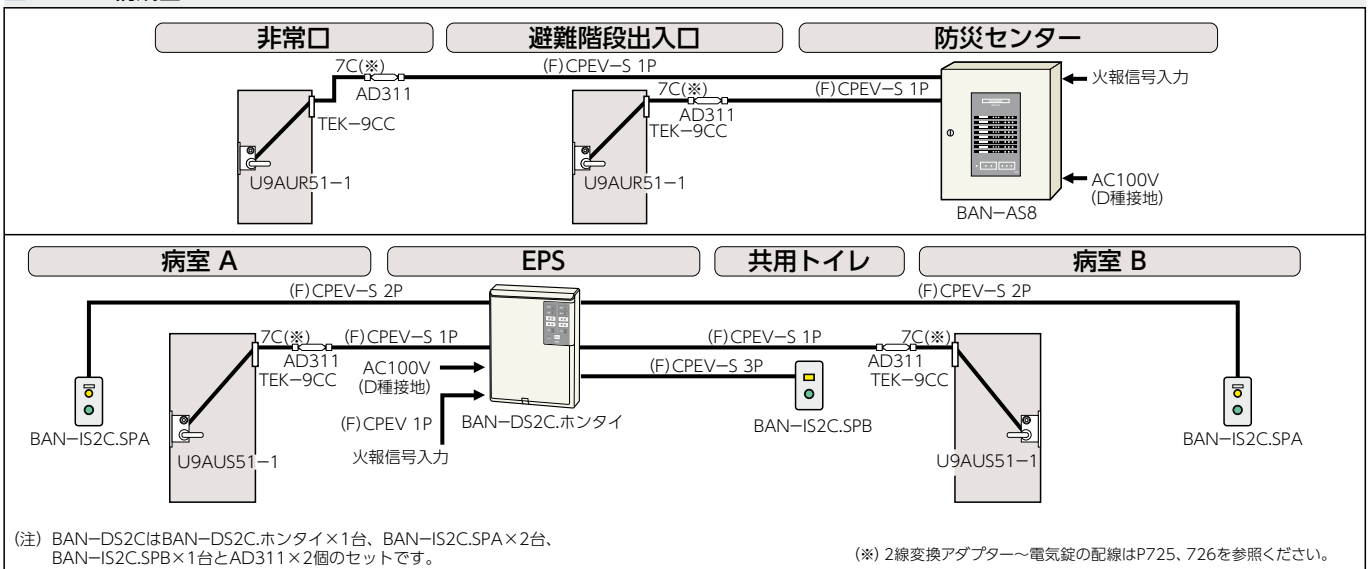 非常口
避難階段出入口
防災センター
7C(※)
(F)CPEV−S 1P
火報信号入力
AD311
7C(※)
(F)CPEV−S 1P
TEK−9CC
AD311
TEK−9CC
U9AUR51−1
U9AUR51−1
AC100V
(D種接地)
BAN−AS8
病室 A
EPS
共用トイレ
病室 B
(F)CPEV−S 2P
(F)CPEV−S 2P
7C(※)
(F)CPEV−S 1P
(F)CPEV−S 1P
7C(※)
AD311
TEK−9CC
AC100V
(D種接地)
(F)CPEV−S 3P
AD311
TEK−9CC
(F)CPEV 1P
BAN−DS2C.ホンタイ
BAN−IS2C.SPB
BAN−IS2C.SPA
BAN−IS2C.SPA
火報信号入力
U9AUS51−1
U9AUS51−1
(注) BAN−DS2CはBAN−DS2C.ホンタイ×1台、BAN−IS2C.SPA×2台、
BAN−IS2C.SPB×1台とAD311×2個のセットです。
(※) 2線変換アダプター〜電気錠の配線はP725、726を参照ください。